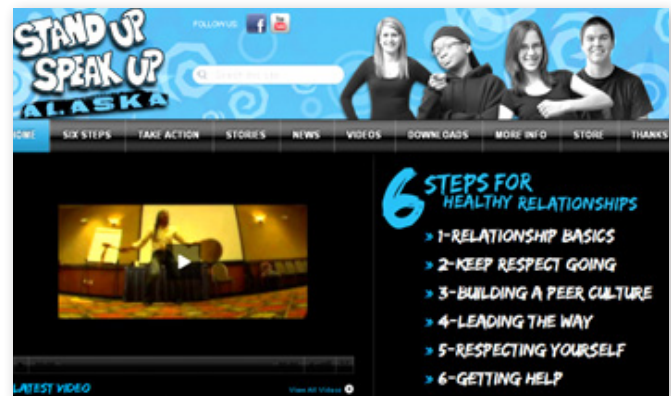 STAND UP
SPEAK UP
ALASKA
FOLLOW US
You Tube
HOME SIX STEPS TAKE ACTION STORIES NEWS VIDEOS DOWNLOADS MORE INFO STORE THANKS
6 STEPS FOR
HEALTHY RELATIONSHIPS
» 1-RELATIONSHIP BASICS
» 2-KEEP RESPECT GOING
» 3-BUILDING A PEER CULTURE
» 4-LEADING THE WAY
» 5-RESPECTING YOURSELF
» 6-GETTING HELP
LATEST VIDEO View All Videos